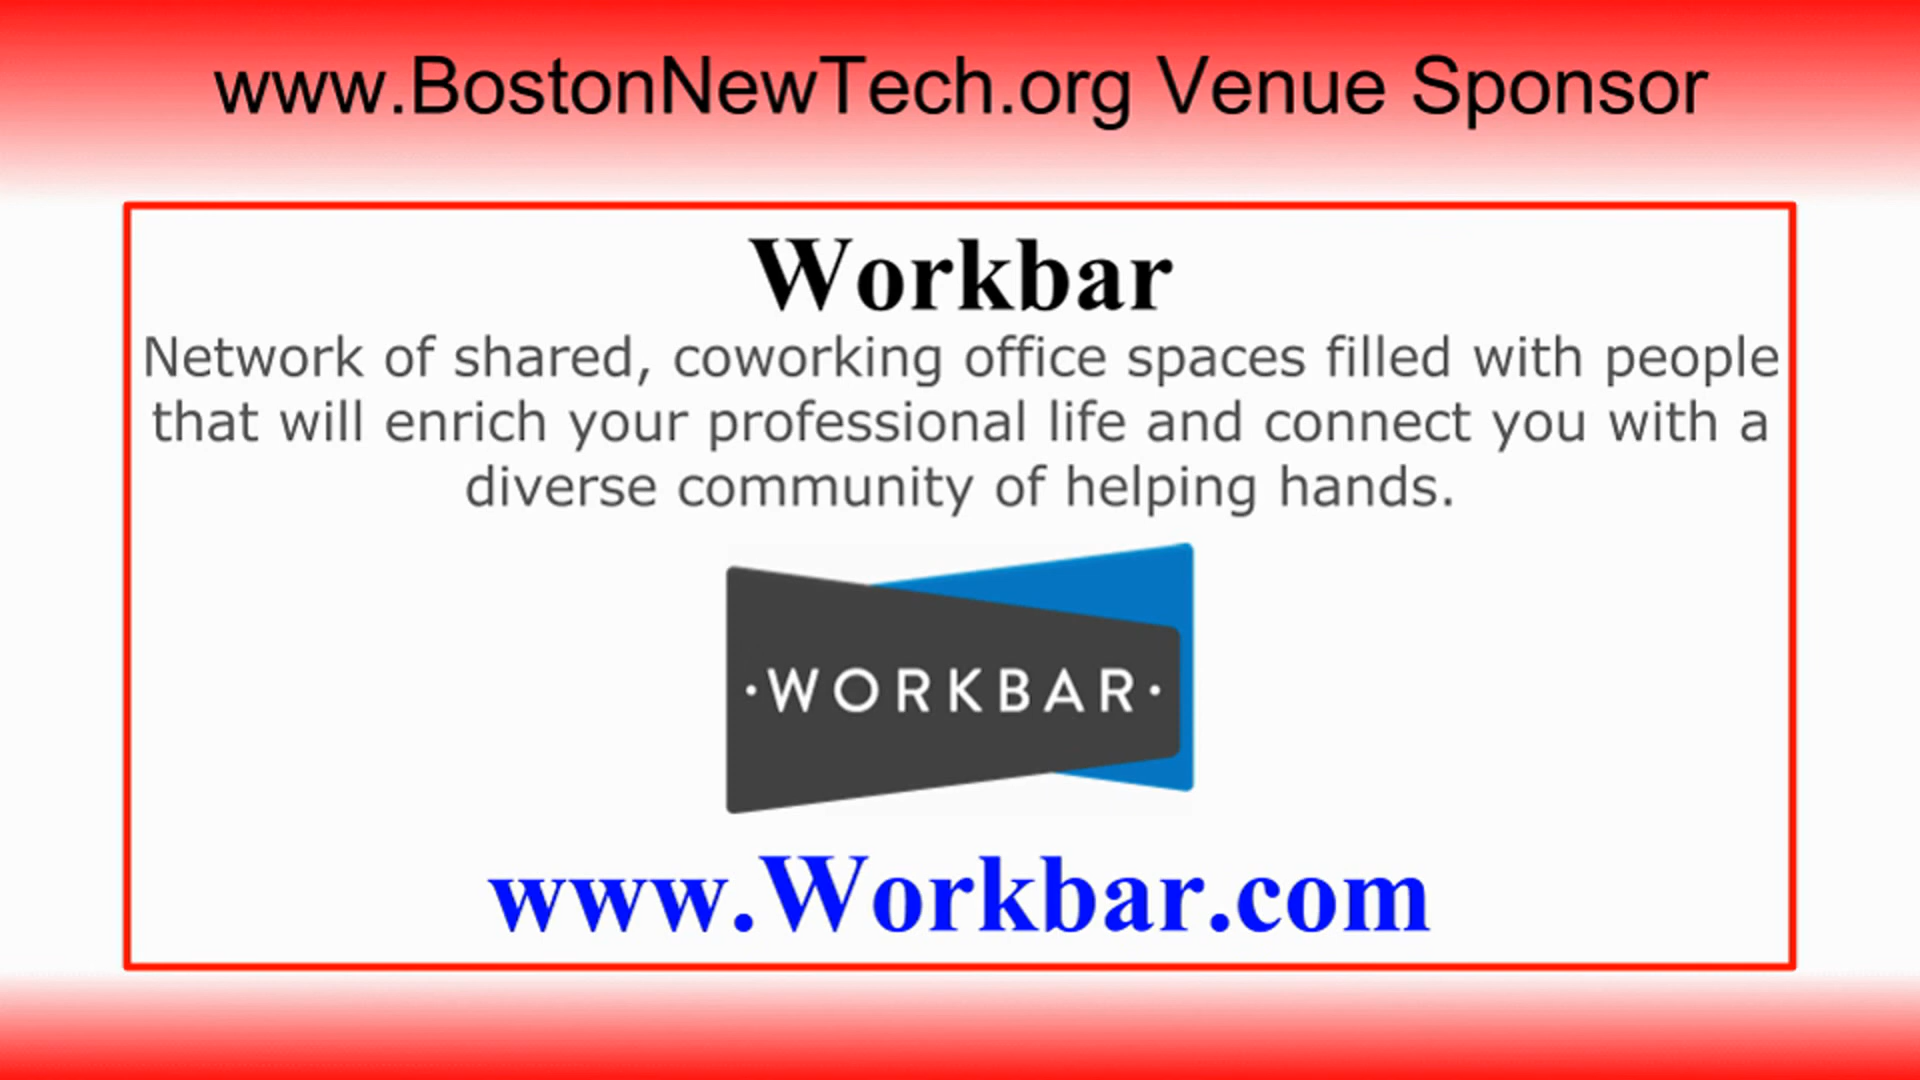 www.BostonNewTech.org Venue Sponsor
Workbar
Network of shared, coworking office spaces filled with people
that will enrich your professional life and connect you with a
diverse community of helping hands.
·WORKBAR·
www.Workbar.com